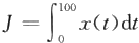 J = ∫₀¹⁰⁰ x(t)dt